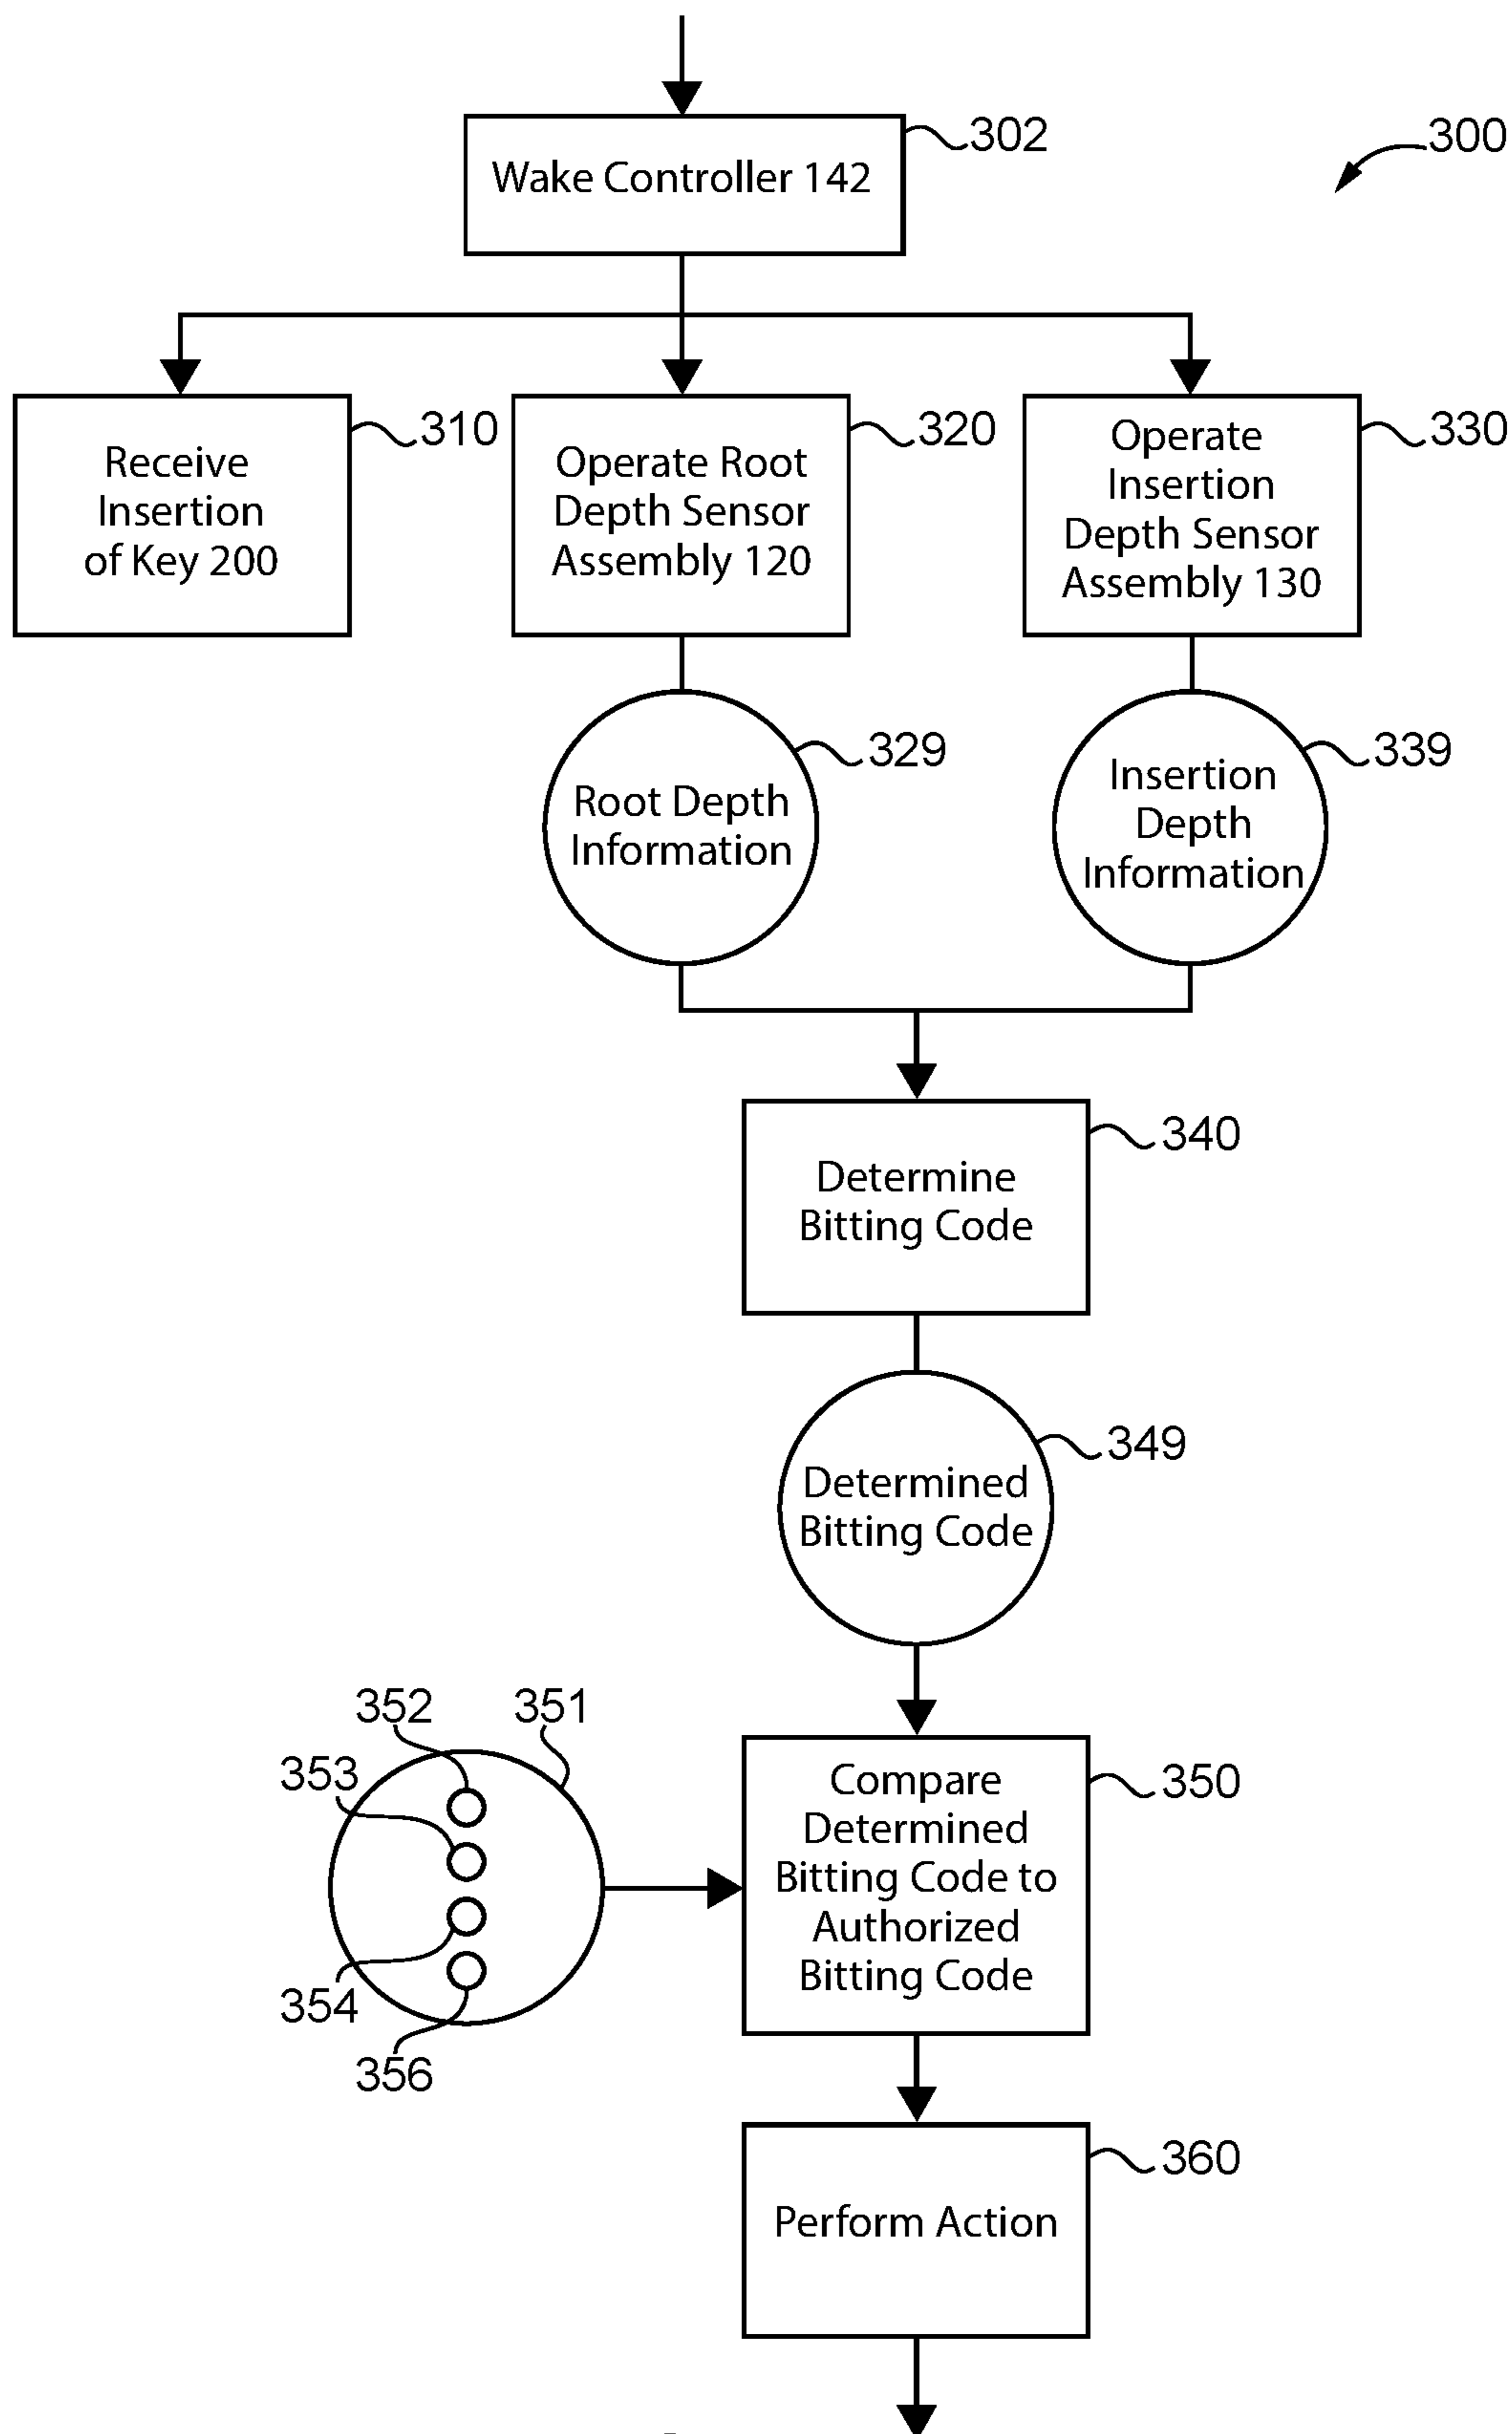 302
300
Wake Controller 142
310
320
330
Receive
Insertion
of Key 200
Operate Root
Depth Sensor
Assembly 120
Operate
Insertion
Depth Sensor
Assembly 130
329
339
Root Depth
Information
Insertion
Depth
Information
340
Determine
Bitting Code
349
Determined
Bitting Code
352
351
353
354
356
350
Compare
Determined
Bitting Code to
Authorized
Bitting Code
360
Perform Action